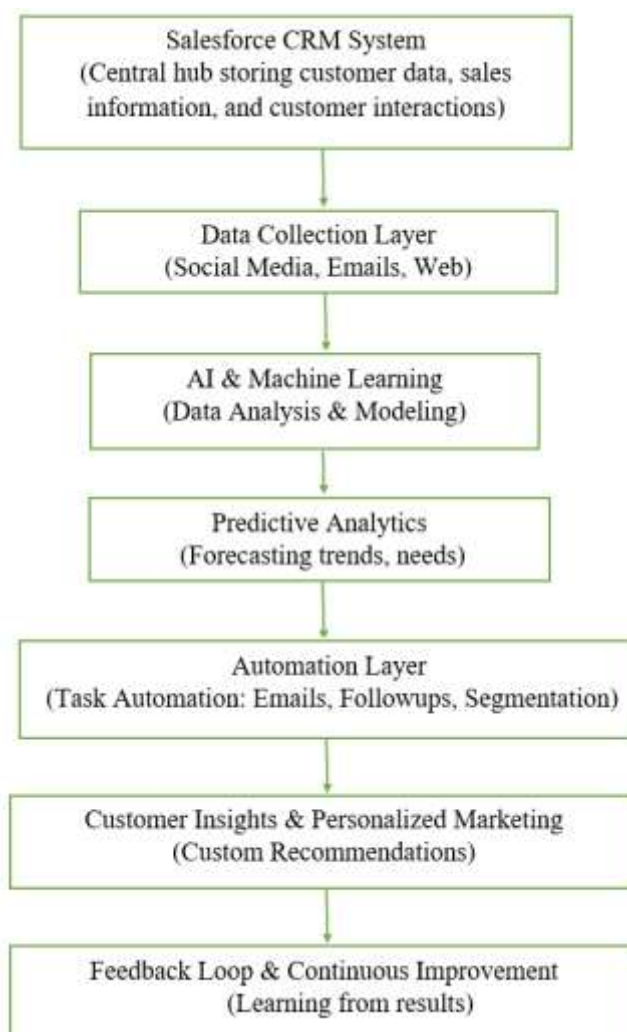 Salesforce CRM System
(Central hub storing customer data, sales
information, and customer interactions)
Data Collection Layer
(Social Media, Emails, Web)
AI & Machine Learning
(Data Analysis & Modeling)
Predictive Analytics
(Forecasting trends, needs)
Automation Layer
(Task Automation: Emails, Followups, Segmentation)
Customer Insights & Personalized Marketing
(Custom Recommendations)
Feedback Loop & Continuous Improvement
(Learning from results)